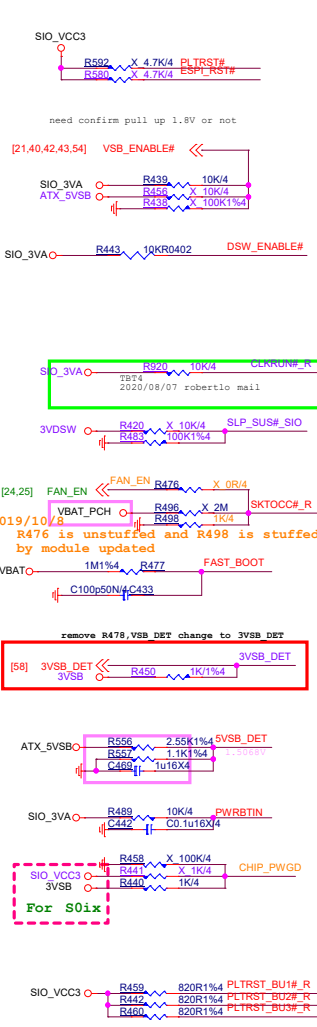 SIO_VCC3
R592 X 4.7K/4 PLTRST#
R580 X 4.7K/4 ESPI_RST#
need confirm pull up 1.8V or not
[21,40,42,43,54] VSB_ENABLE#
SIO_3VA R439 10K/4
ATX_5VSB R456 X 10K/4
R438 X 100K1%4
SIO_3VA R443 10KR0402 DSW_ENABLE#
SIO_3VA R920 10K/4 CLKRUN#_R
TBT4
2020/08/07 robertlo mail
3VDSW R420 X 10K/4 SLP_SUS#_SIO
R483 100K1%4
[24,25] FAN_EN FAN_EN R476 X 0R/4
VBAT_PCH R496 X 2M SKTOCC#_R
R498 1K/4
019/10/8
R476 is unstuffed and R498 is stuffed
by module updated
VBAT 1M1%4 R477 FAST_BOOT
C100p50N/4 C433
remove R478,VSB_DET change to 3VSB_DET
[58] 3VSB_DET 3VSB_DET
3VSB R450 1K/1%4
ATX_5VSB R556 2.55K1%4 5VSB_DET
R557 1.1K1%4 1.5068V
C469 1u16X4
SIO_3VA R489 10K/4 PWRBTIN
C442 C0.1u16X/4
R458 X 100K/4
SIO_VCC3 R441 X 1K/4 CHIP_PWGD
3VSB R440 1K/4
For S0ix
SIO_VCC3 R459 820R1%4 PLTRST_BU1#_R
R442 820R1%4 PLTRST_BU2#_R
R460 820R1%4 PLTRST_BU3#_R